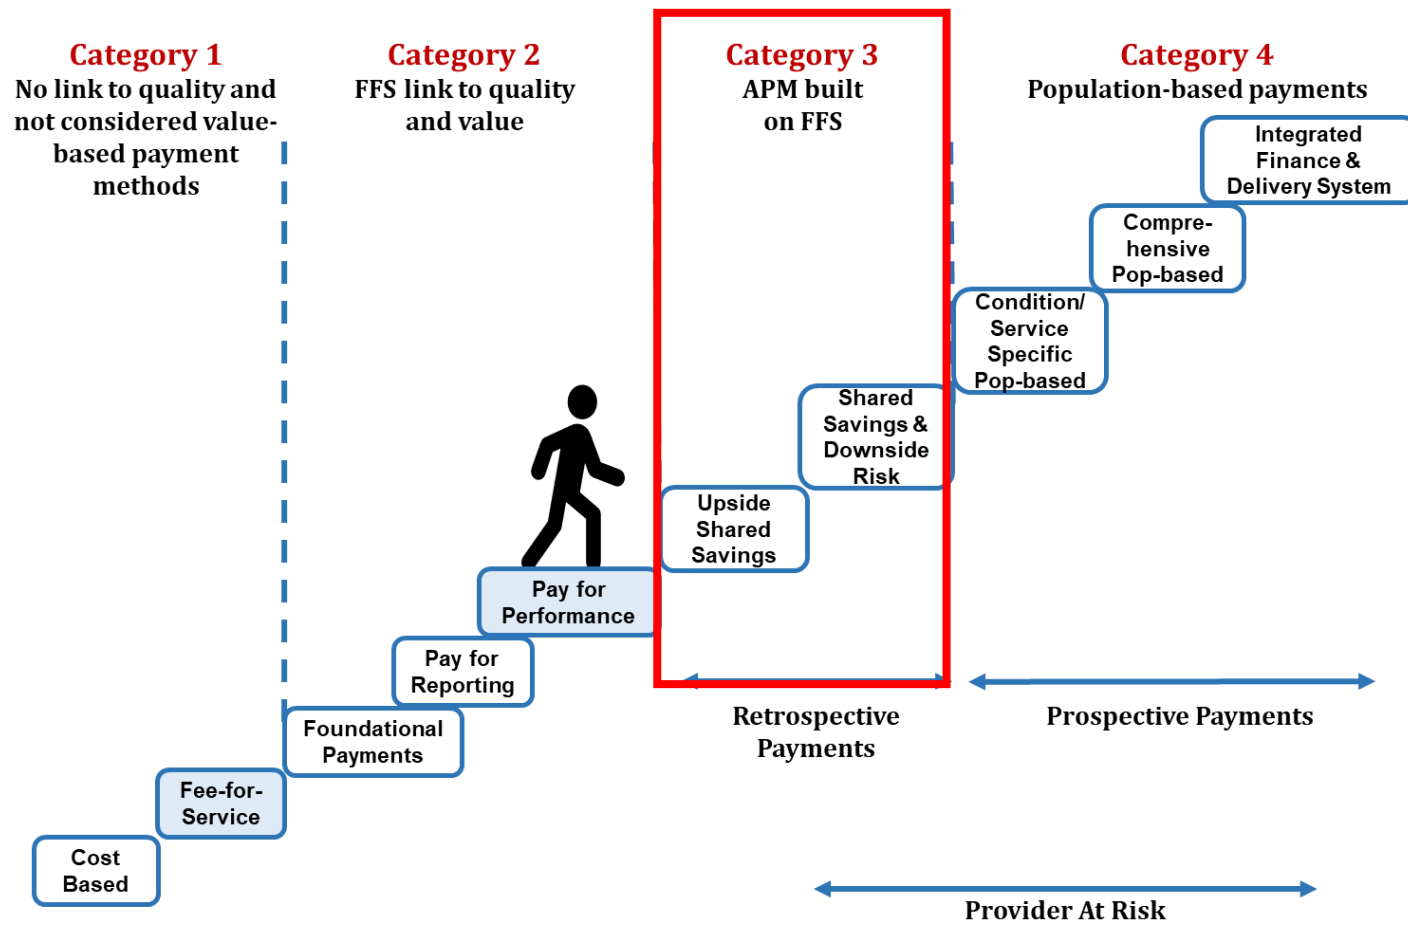 Category 1
No link to quality and
not considered value-
based payment
methods
Category 2
FFS link to quality
and value
Category 3
APM built
on FFS
Category 4
Population-based payments
Integrated
Finance &
Delivery System
Compre-
hensive
Pop-based
Condition/
Service
Specific
Pop-based
Shared
Savings &
Downside
Risk
Upside
Shared
Savings
Pay for
Performance
Pay for
Reporting
Foundational
Payments
Fee-for-
Service
Cost
Based
Retrospective
Payments
Prospective Payments
Provider At Risk